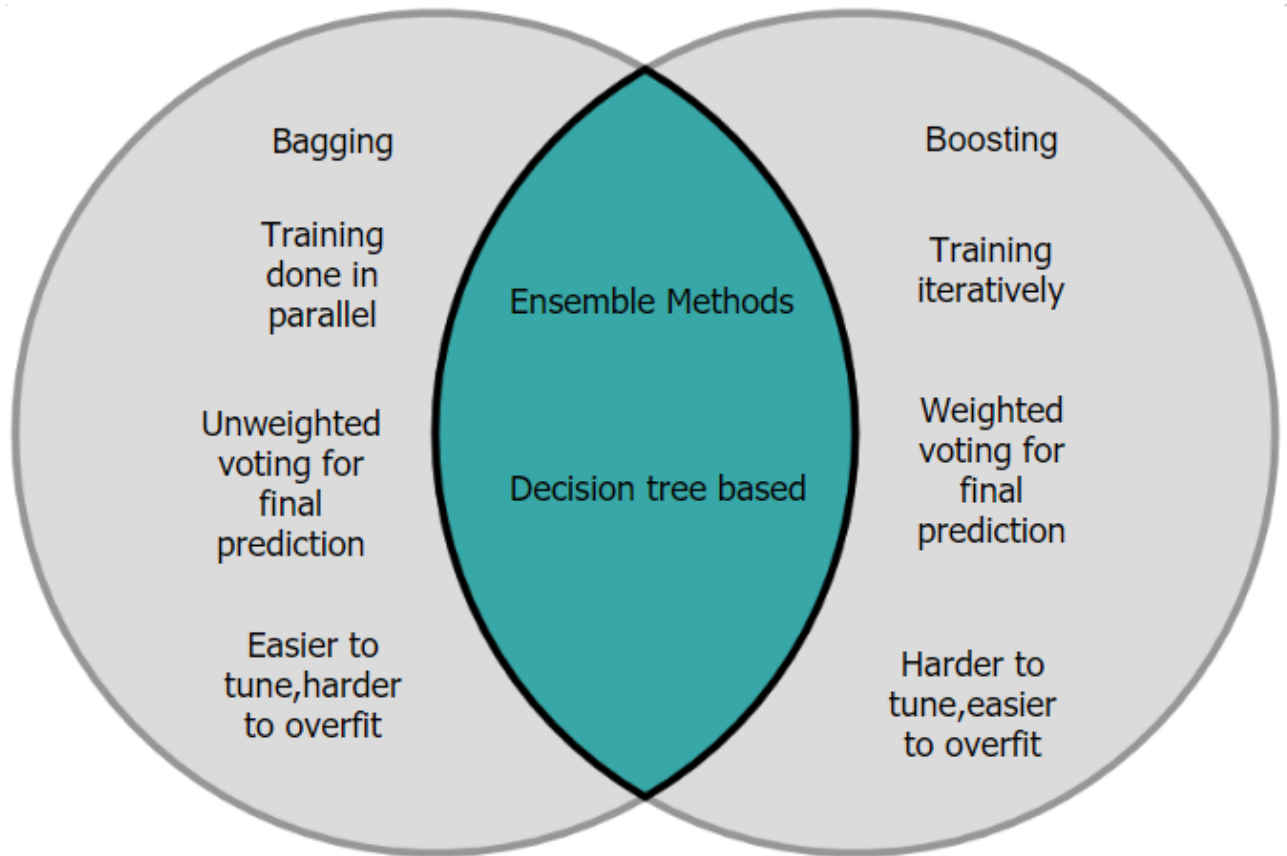 Bagging
Training
done in
parallel
Unweighted
voting for
final
prediction
Easier to
tune,harder
to overfit
Ensemble Methods
Decision tree based
Boosting
Training
iteratively
Weighted
voting for
final
prediction
Harder to
tune,easier
to overfit